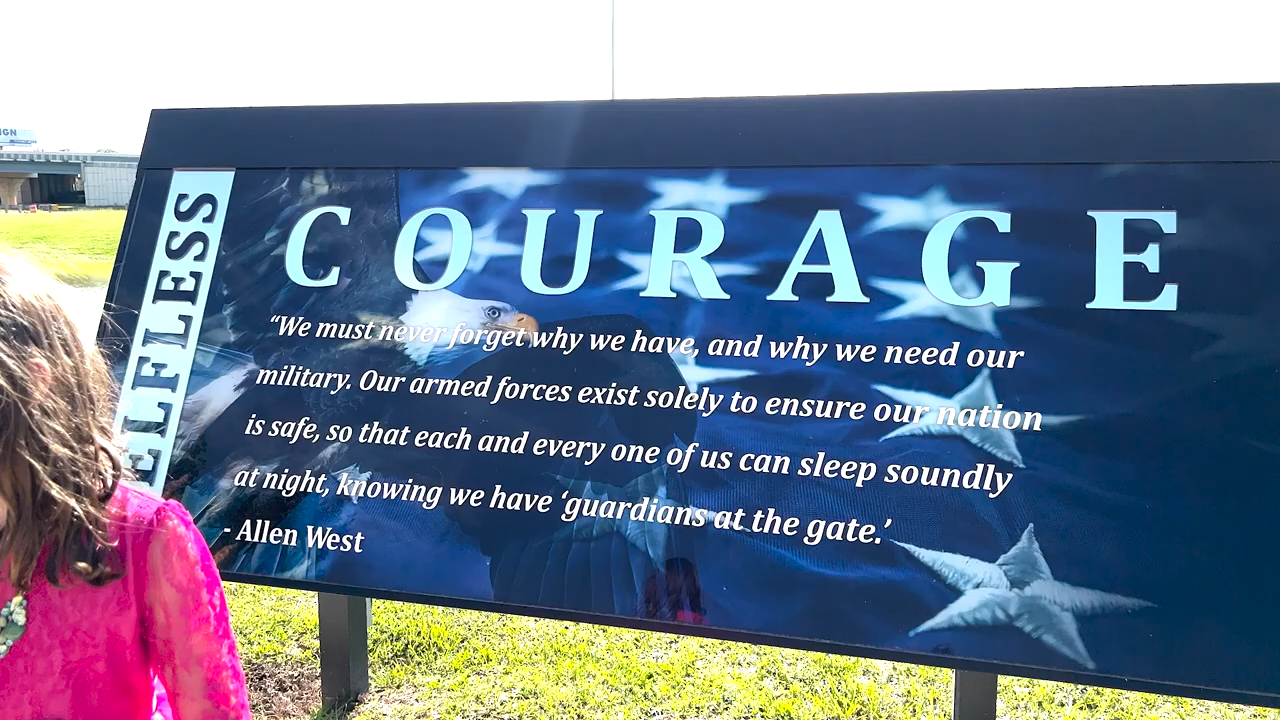 SELFLESS
COURAGE
“We must never forget why we have, and why we need our
military. Our armed forces exist solely to ensure our nation
is safe, so that each and every one of us can sleep soundly
at night, knowing we have ‘guardians at the gate.’
- Allen West